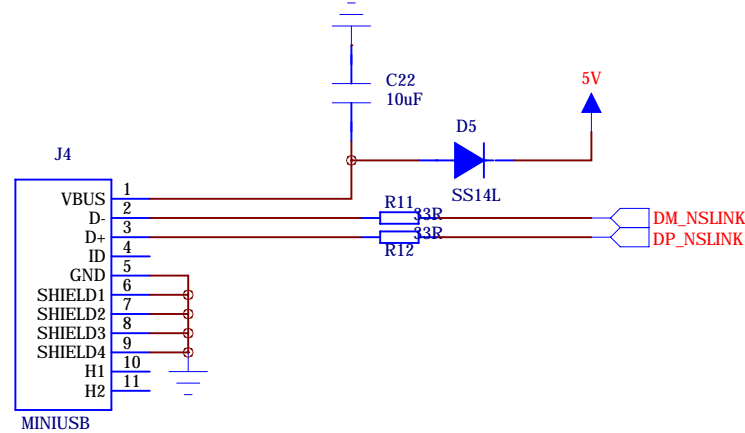 C22
10uF
5V
D5
SS14L
J4
VBUS 1
D- 2
D+ 3
ID 4
GND 5
SHIELD1 6
SHIELD2 7
SHIELD3 8
SHIELD4 9
H1 10
H2 11
MINIUSB
R11
33R
33R
R12
DM_NSLINK
DP_NSLINK